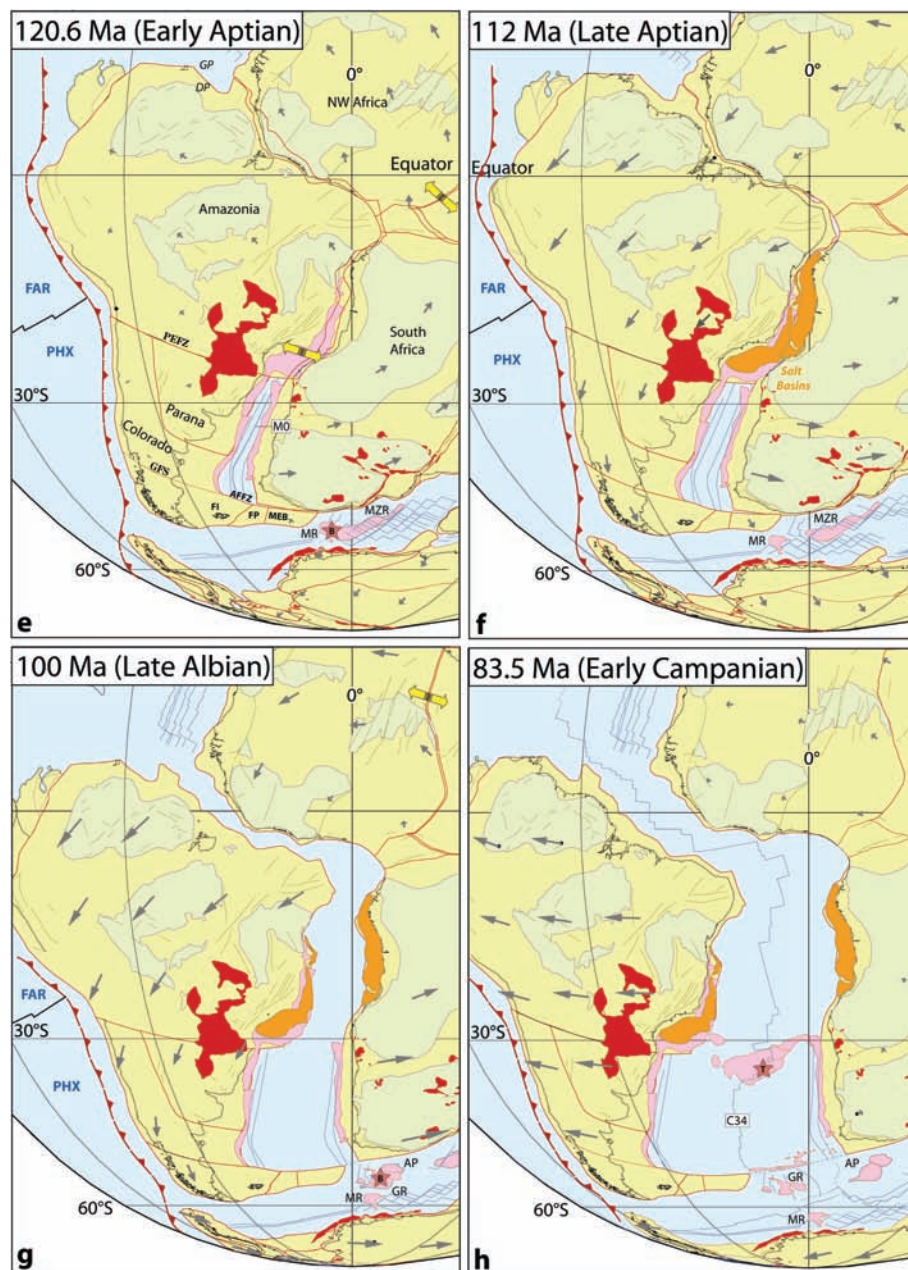 120.6 Ma (Early Aptian)
GP
DP
0°
NW Africa
Equator
Amazonia
FAR
PHX
PEFZ
South
Africa
30°S
Parana
M0
Colorado
GFS
AFFZ
FI
FP
MEB
MZR
MR
B
60°S
e
112 Ma (Late Aptian)
0°
Equator
FAR
PHX
Salt
Basins
30°S
MZR
MR
60°S
f
100 Ma (Late Albian)
0°
FAR
30°S
PHX
AP
B
GR
MR
60°S
g
83.5 Ma (Early Campanian)
0°
30°S
T
C34
AP
GR
MR
60°S
h